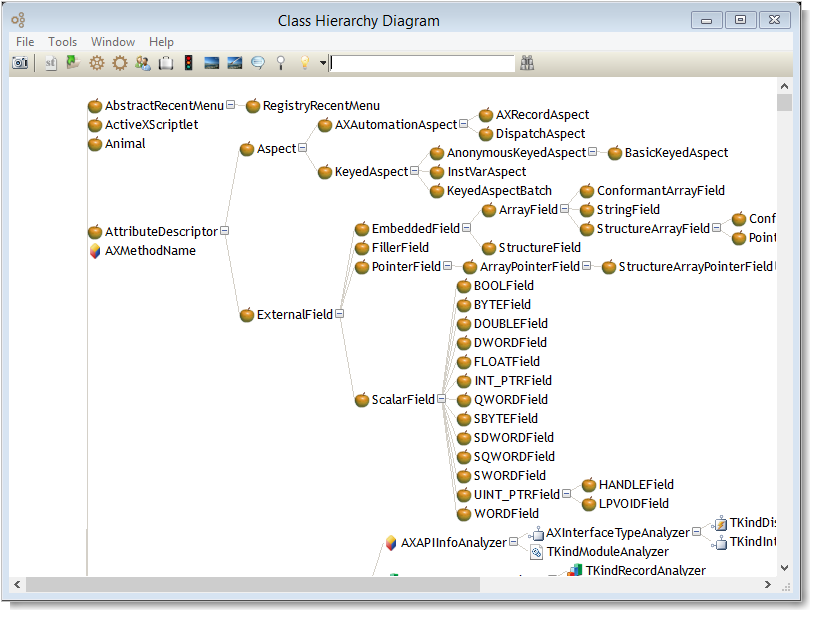 Class Hierarchy Diagram
File Tools Window Help
AbstractRecentMenu RegistryRecentMenu
ActiveXScriptlet
Animal
AttributeDescriptor
AXMethodName
Aspect
AXAutomationAspect
AXRecordAspect
DispatchAspect
KeyedAspect
AnonymousKeyedAspect BasicKeyedAspect
InstVarAspect
KeyedAspectBatch
ExternalField
EmbeddedField
ArrayField
ConformantArrayField
StringField
StructureArrayField
Conf
Point
StructureField
FillerField
PointerField ArrayPointerField StructureArrayPointerField
ScalarField
BOOLField
BYTEField
DOUBLEField
DWORDField
FLOATField
INT_PTRField
QWORDField
SBYTEField
SDWORDField
SQWORDField
SWORDField
UINT_PTRField
HANDLEField
LPVOIDField
WORDField
AXAPIInfoAnalyzer
AXInterfaceTypeAnalyzer
TKindDis
TKindInt
TKindModuleAnalyzer
TKindRecordAnalyzer